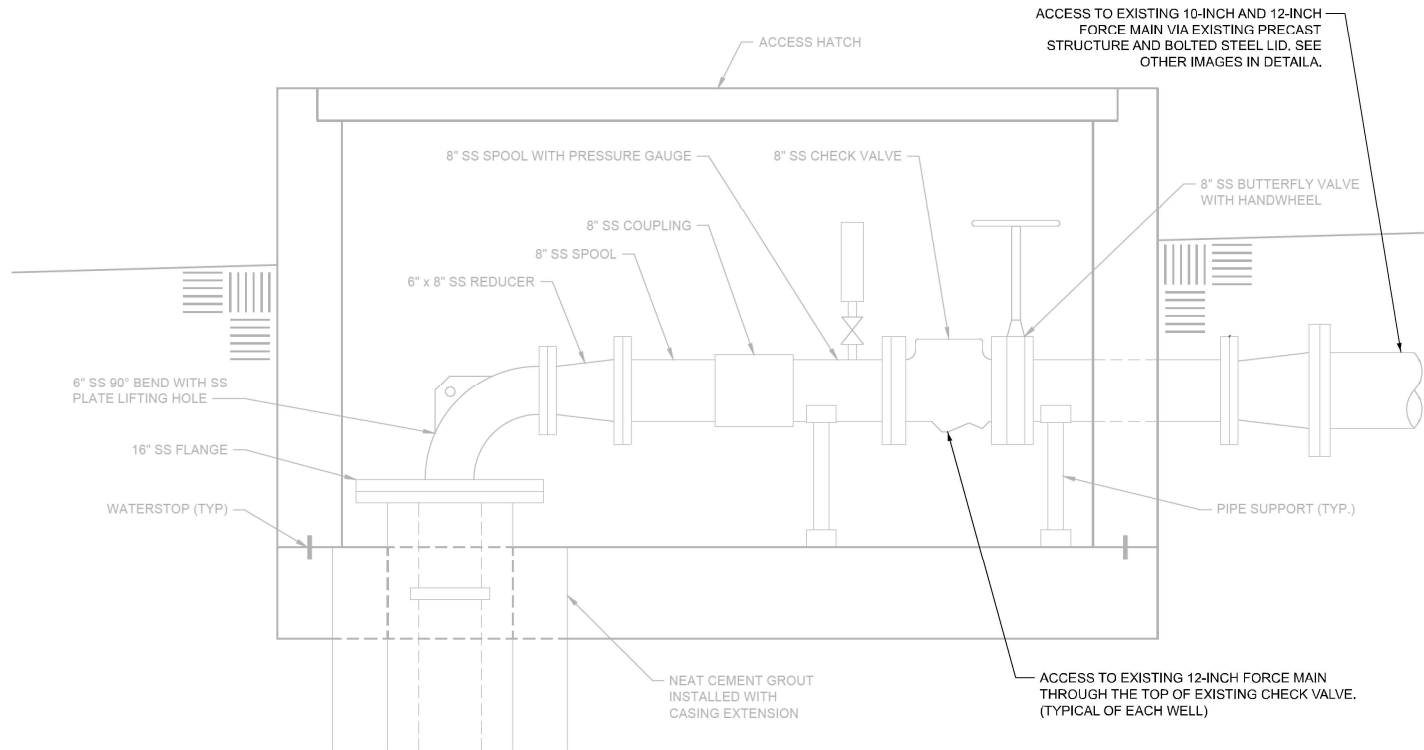 ACCESS TO EXISTING 10-INCH AND 12-INCH
FORCE MAIN VIA EXISTING PRECAST
STRUCTURE AND BOLTED STEEL LID. SEE
OTHER IMAGES IN DETAILA.
ACCESS HATCH
8" SS SPOOL WITH PRESSURE GAUGE
8" SS CHECK VALVE
8" SS BUTTERFLY VALVE
WITH HANDWHEEL
8" SS COUPLING
8" SS SPOOL
6" x 8" SS REDUCER
6" SS 90° BEND WITH SS
PLATE LIFTING HOLE
16" SS FLANGE
WATERSTOP (TYP)
PIPE SUPPORT (TYP.)
NEAT CEMENT GROUT
INSTALLED WITH
CASING EXTENSION
ACCESS TO EXISTING 12-INCH FORCE MAIN
THROUGH THE TOP OF EXISTING CHECK VALVE.
(TYPICAL OF EACH WELL)